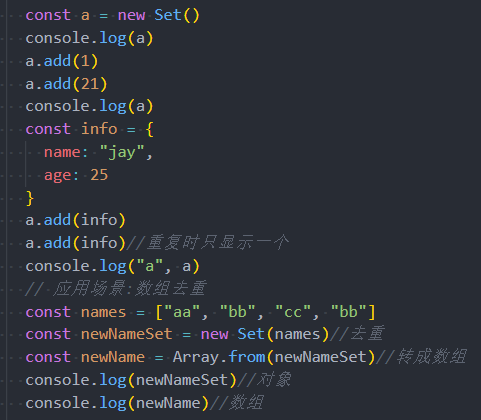 const a = new Set()
console.log(a)
a.add(1)
a.add(21)
console.log(a)
const info = {
  name: "jay",
  age: 25
}
a.add(info)
a.add(info)//重复时只显示一个
console.log("a", a)
// 应用场景:数组去重
const names = ["aa", "bb", "cc", "bb"]
const newNameSet = new Set(names)//去重
const newName = Array.from(newNameSet)//转成数组
console.log(newNameSet)//对象
console.log(newName)//数组